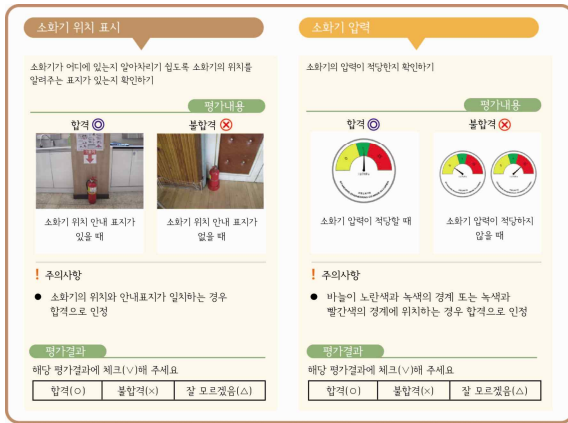 소화기 위치 표시
소화기가 어디에 있는지 알아차리기 쉽도록 소화기의 위치를
알려주는 표지가 있는지 확인하기
평가내용
합격 ◎
불합격 ⊗
소화기 위치 안내 표지가
있을 때
소화기 위치 안내 표지가
없을 때
! 주의사항
● 소화기의 위치와 안내표지가 일치하는 경우
합격으로 인정
평가결과
해당 평가결과에 체크(∨)해 주세요
합격(○)
불합격(×)
잘 모르겠음(△)
소화기 압력
소화기의 압력이 적당한지 확인하기
평가내용
합격 ◎
불합격 ⊗
소화기 압력이 적당할 때
소화기 압력이 적당하지
않을 때
! 주의사항
● 바늘이 노란색과 녹색의 경계 또는 녹색과
빨간색의 경계에 위치하는 경우 합격으로 인정
평가결과
해당 평가결과에 체크(∨)해 주세요
합격(○)
불합격(×)
잘 모르겠음(△)